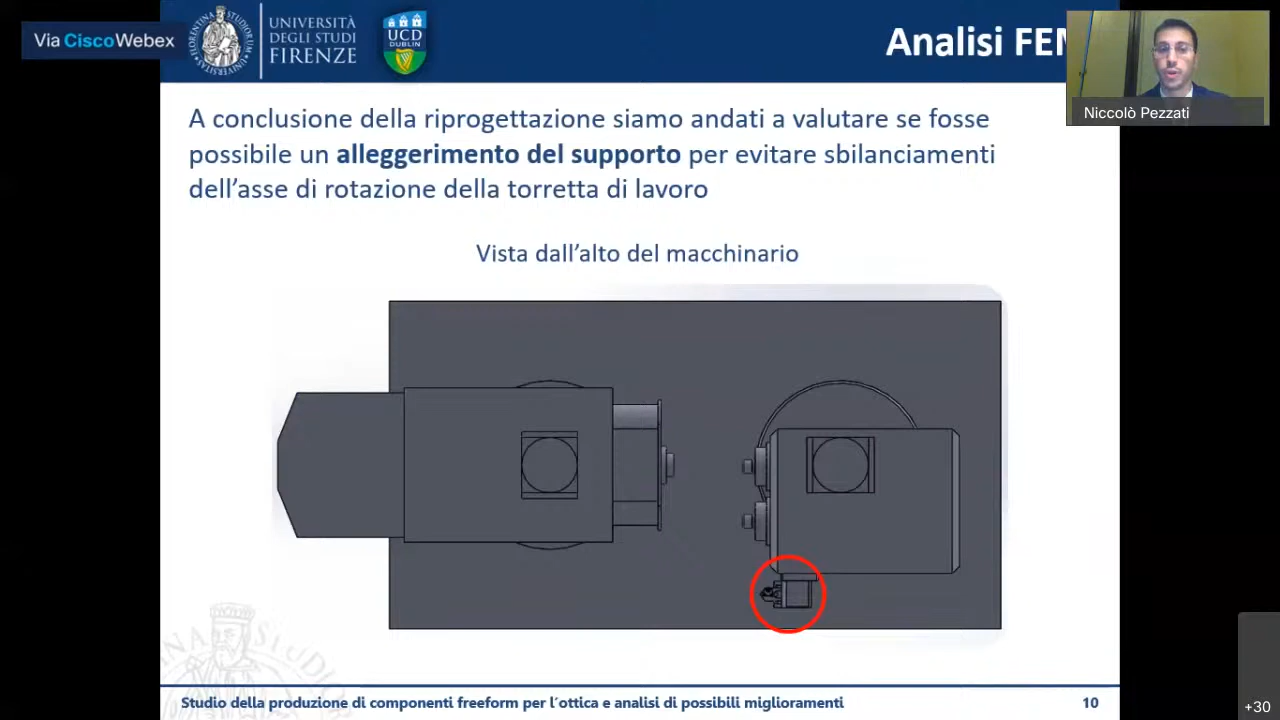 Via Cisco Webex
UNIVERSITÀ
DEGLI STUDI
FIRENZE
UCD
DUBLIN
Analisi FEM
Niccolò Pezzati
A conclusione della riprogettazione siamo andati a valutare se fosse
possibile un alleggerimento del supporto per evitare sbilanciamenti
dell’asse di rotazione della torretta di lavoro
Vista dall’alto del macchinario
Studio della produzione di componenti freeform per l’ottica e analisi di possibili miglioramenti
10
+30